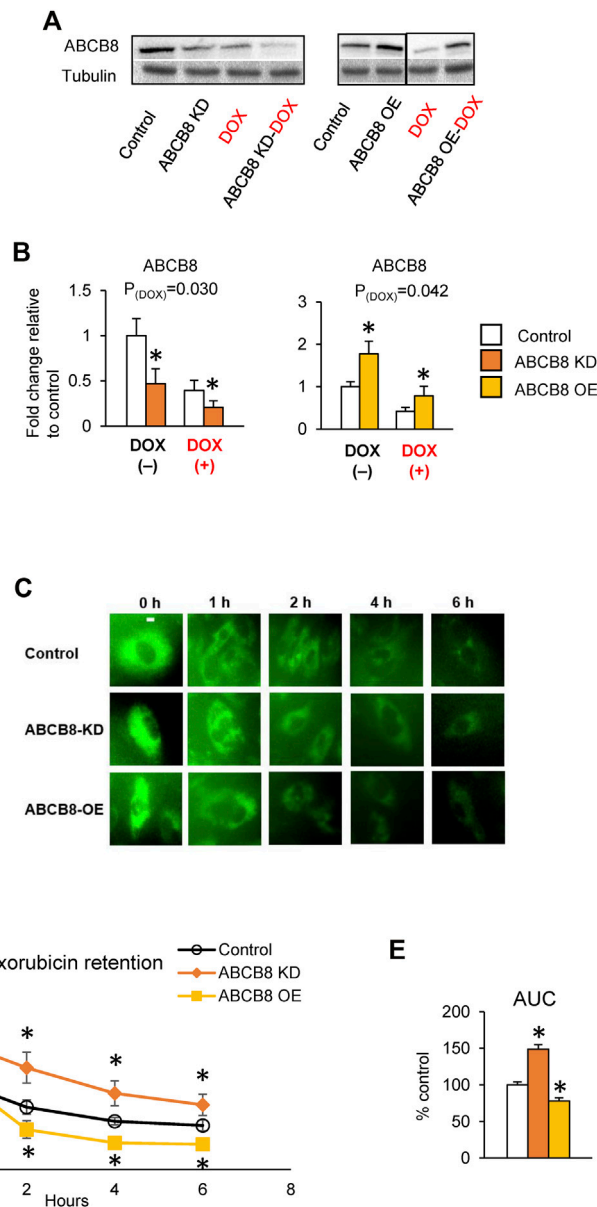 A
ABCB8
Tubulin
Control
ABCB8 KD
DOX
ABCB8 KD-DOX
Control
ABCB8 OE
DOX
ABCB8 OE-DOX
B
ABCB8
P(DOX)=0.030
Fold change relative
to control
1.5
1
0.5
0
*
*
DOX
(–)
DOX
(+)
ABCB8
P(DOX)=0.042
3
2
1
0
*
*
DOX
(–)
DOX
(+)
Control
ABCB8 KD
ABCB8 OE
C
0 h 1 h 2 h 4 h 6 h
Control
ABCB8-KD
ABCB8-OE
xorubicin retention
Control
ABCB8 KD
ABCB8 OE
* * *
* * *
2 4 6 8
Hours
E
AUC
% control
200
150
100
50
0
*
*